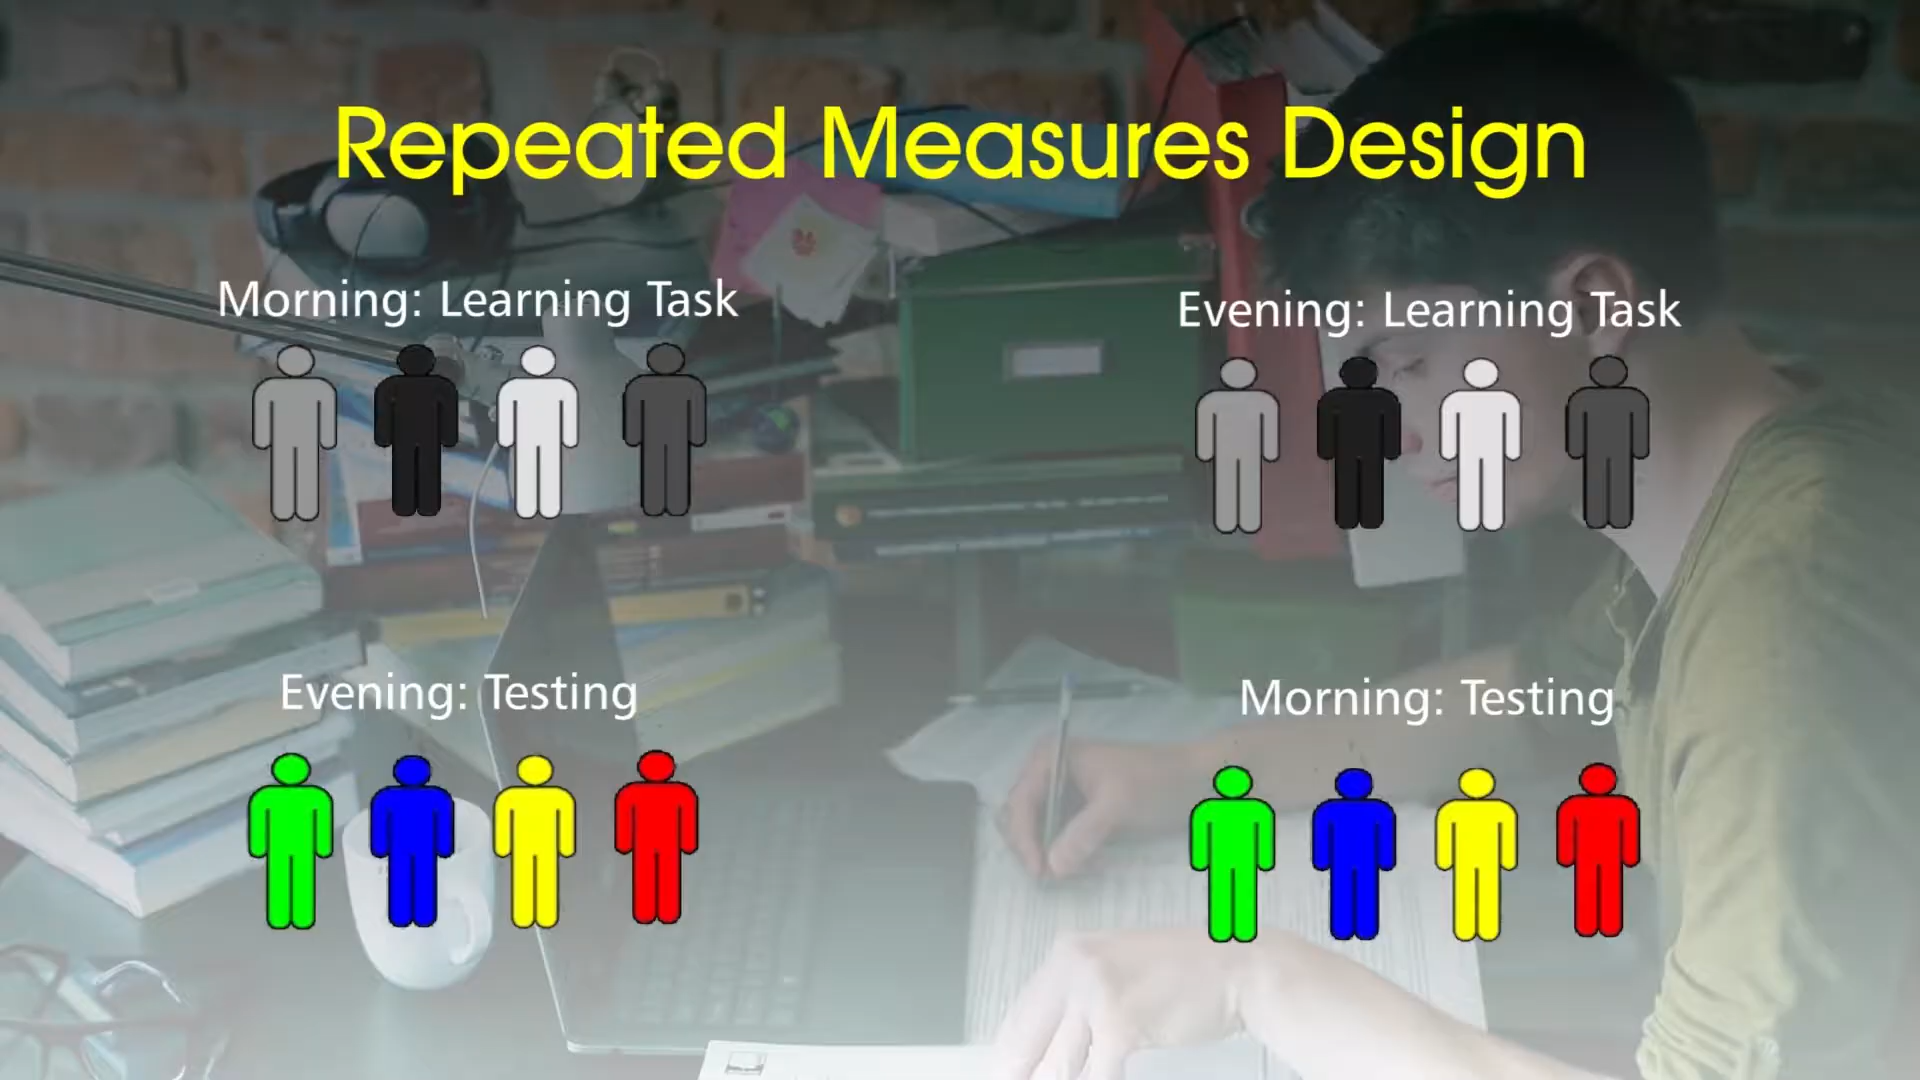 Repeated Measures Design
Morning: Learning Task
Evening: Learning Task
Evening: Testing
Morning: Testing